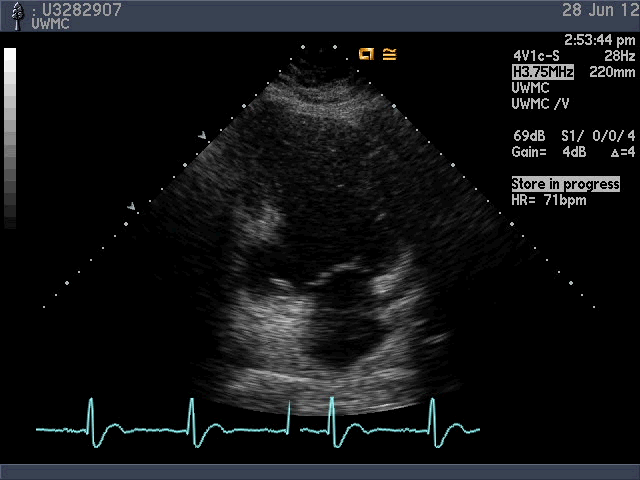 : U3282907
UWMC
28 Jun 12
2:53:44 pm
4V1c-S 28Hz
H3.75MHz 220mm
UWMC
UWMC /V
69dB S1/ 0/0/4
Gain= 4dB Δ=4
Store in progress
HR= 71bpm